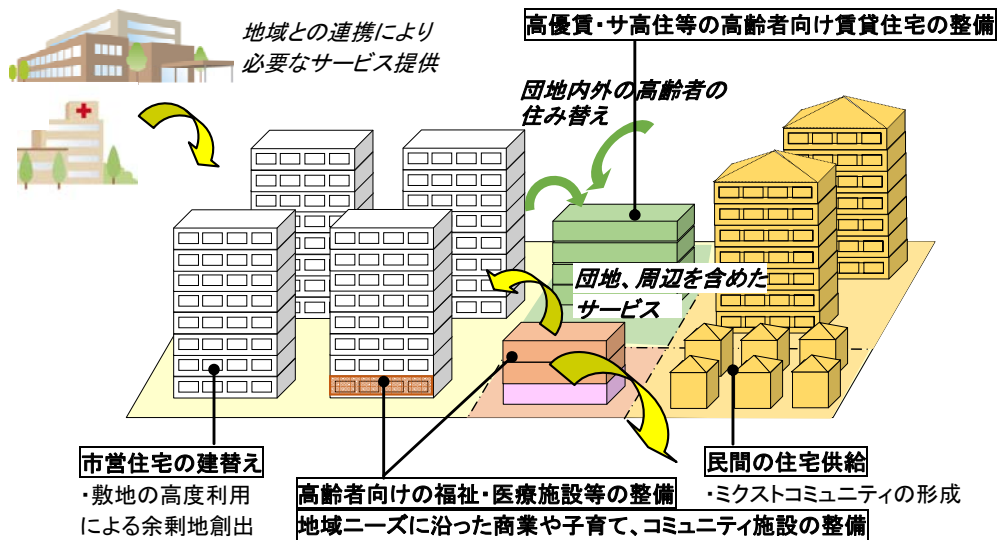 地域との連携により
必要なサービス提供
高優賃・サ高住等の高齢者向け賃貸住宅の整備
団地内外の高齢者の
住み替え
団地、周辺を含めた
サービス
市営住宅の建替え
・敷地の高度利用
による余剰地創出
高齢者向けの福祉・医療施設等の整備
地域ニーズに沿った商業や子育て、コミュニティ施設の整備
民間の住宅供給
・ミクストコミュニティの形成